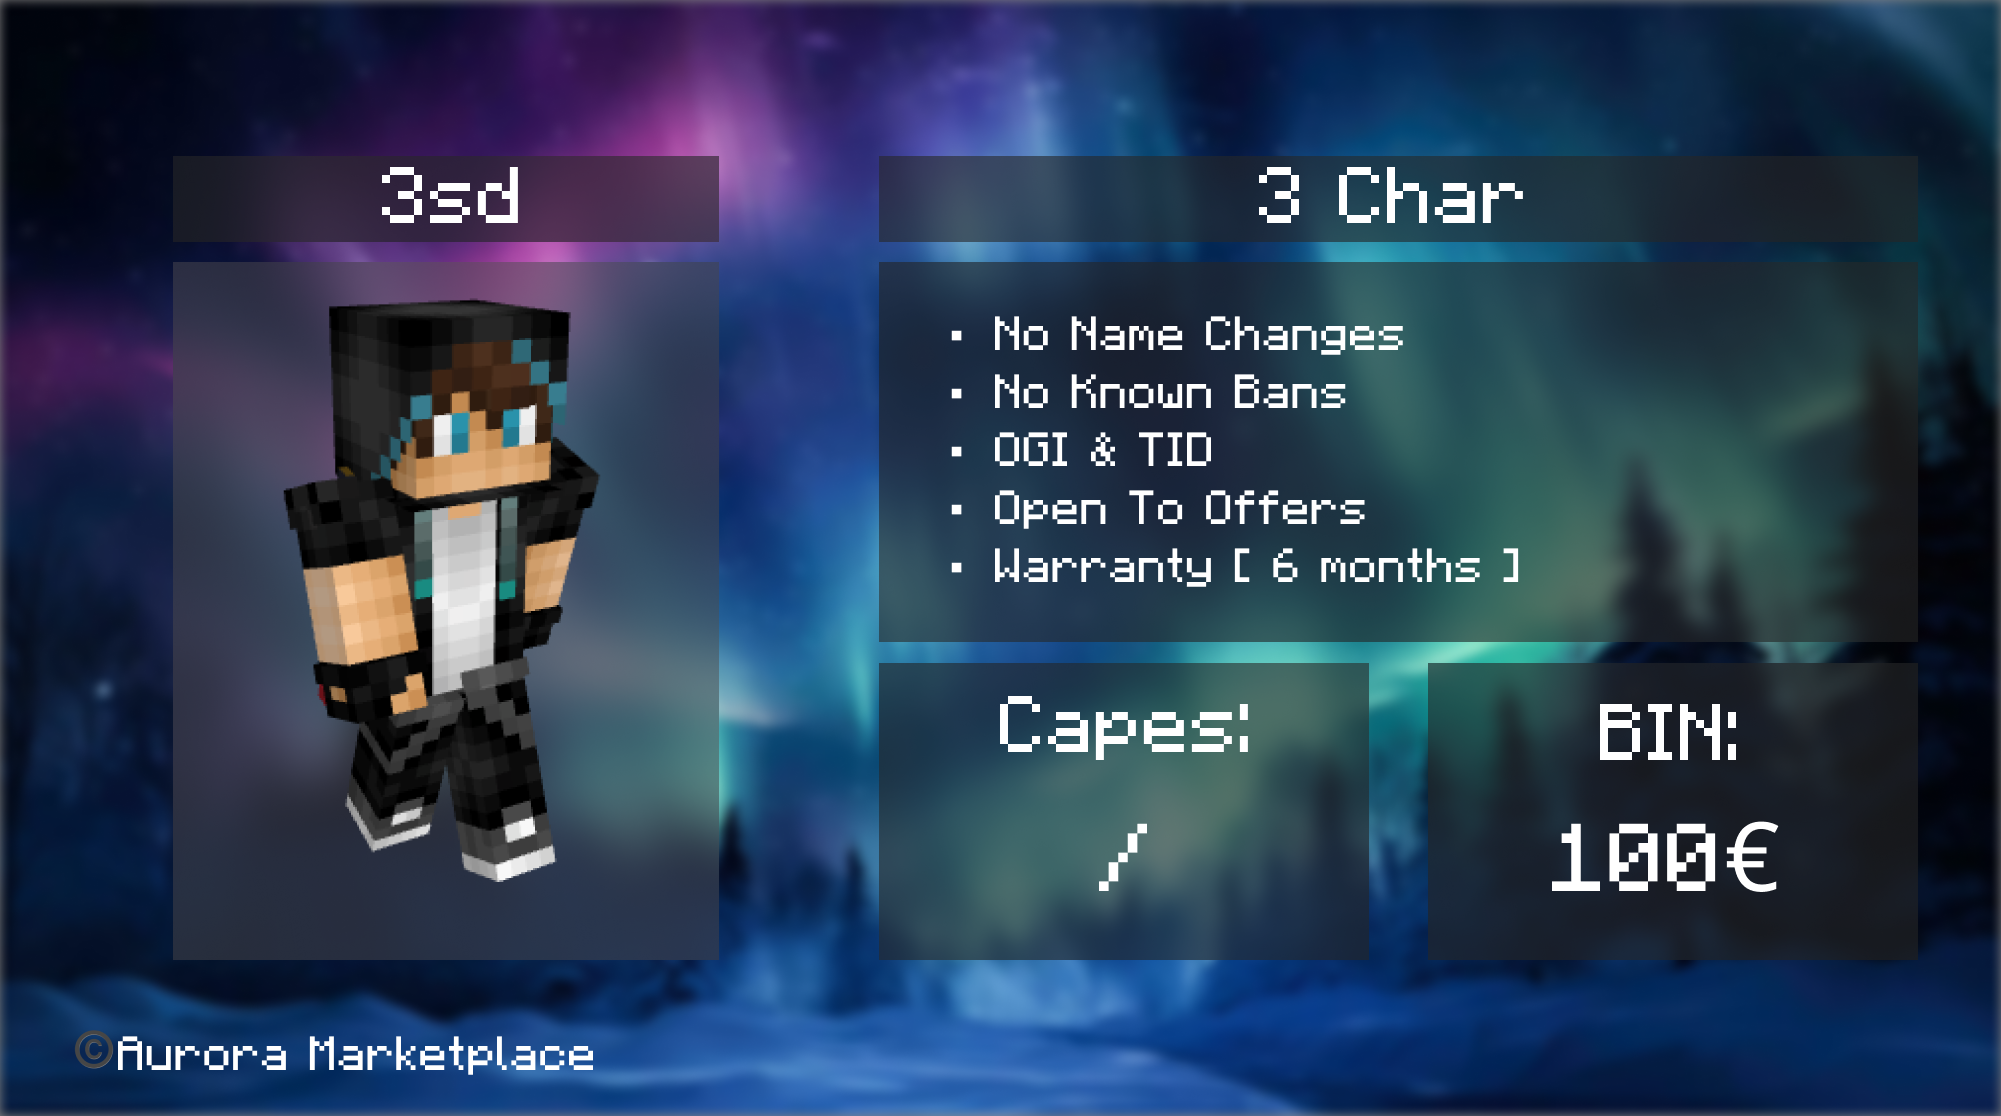 3sd
3 Char
▪ No Name Changes
▪ No Known Bans
▪ OGI & TID
▪ Open To Offers
▪ Warranty [ 6 months ]
Capes:
/
BIN:
100€
©Aurora Marketplace